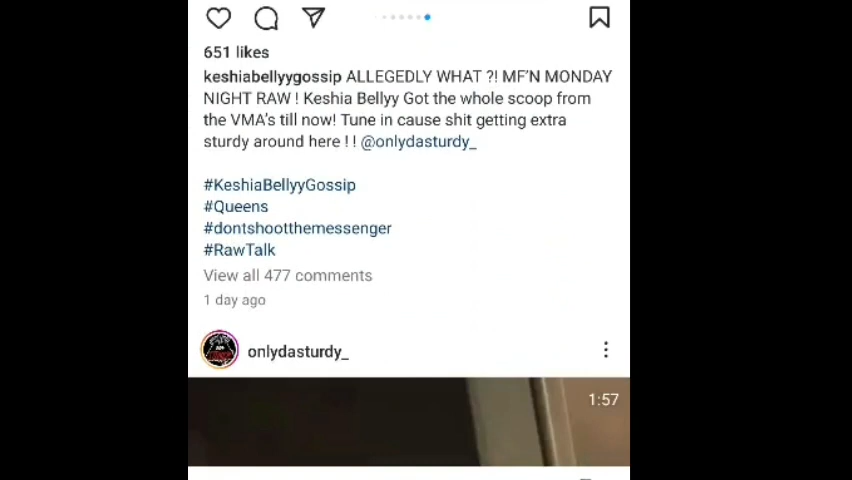 651 likes
keshiabellyygossip ALLEGEDLY WHAT ?! MF'N MONDAY
NIGHT RAW ! Keshia Bellyy Got the whole scoop from
the VMA's till now! Tune in cause shit getting extra
sturdy around here ! ! @onlydasturdy_
#KeshiaBellyyGossip
#Queens
#dontshootthemessenger
#RawTalk
View all 477 comments
1 day ago
onlydasturdy_
1:57